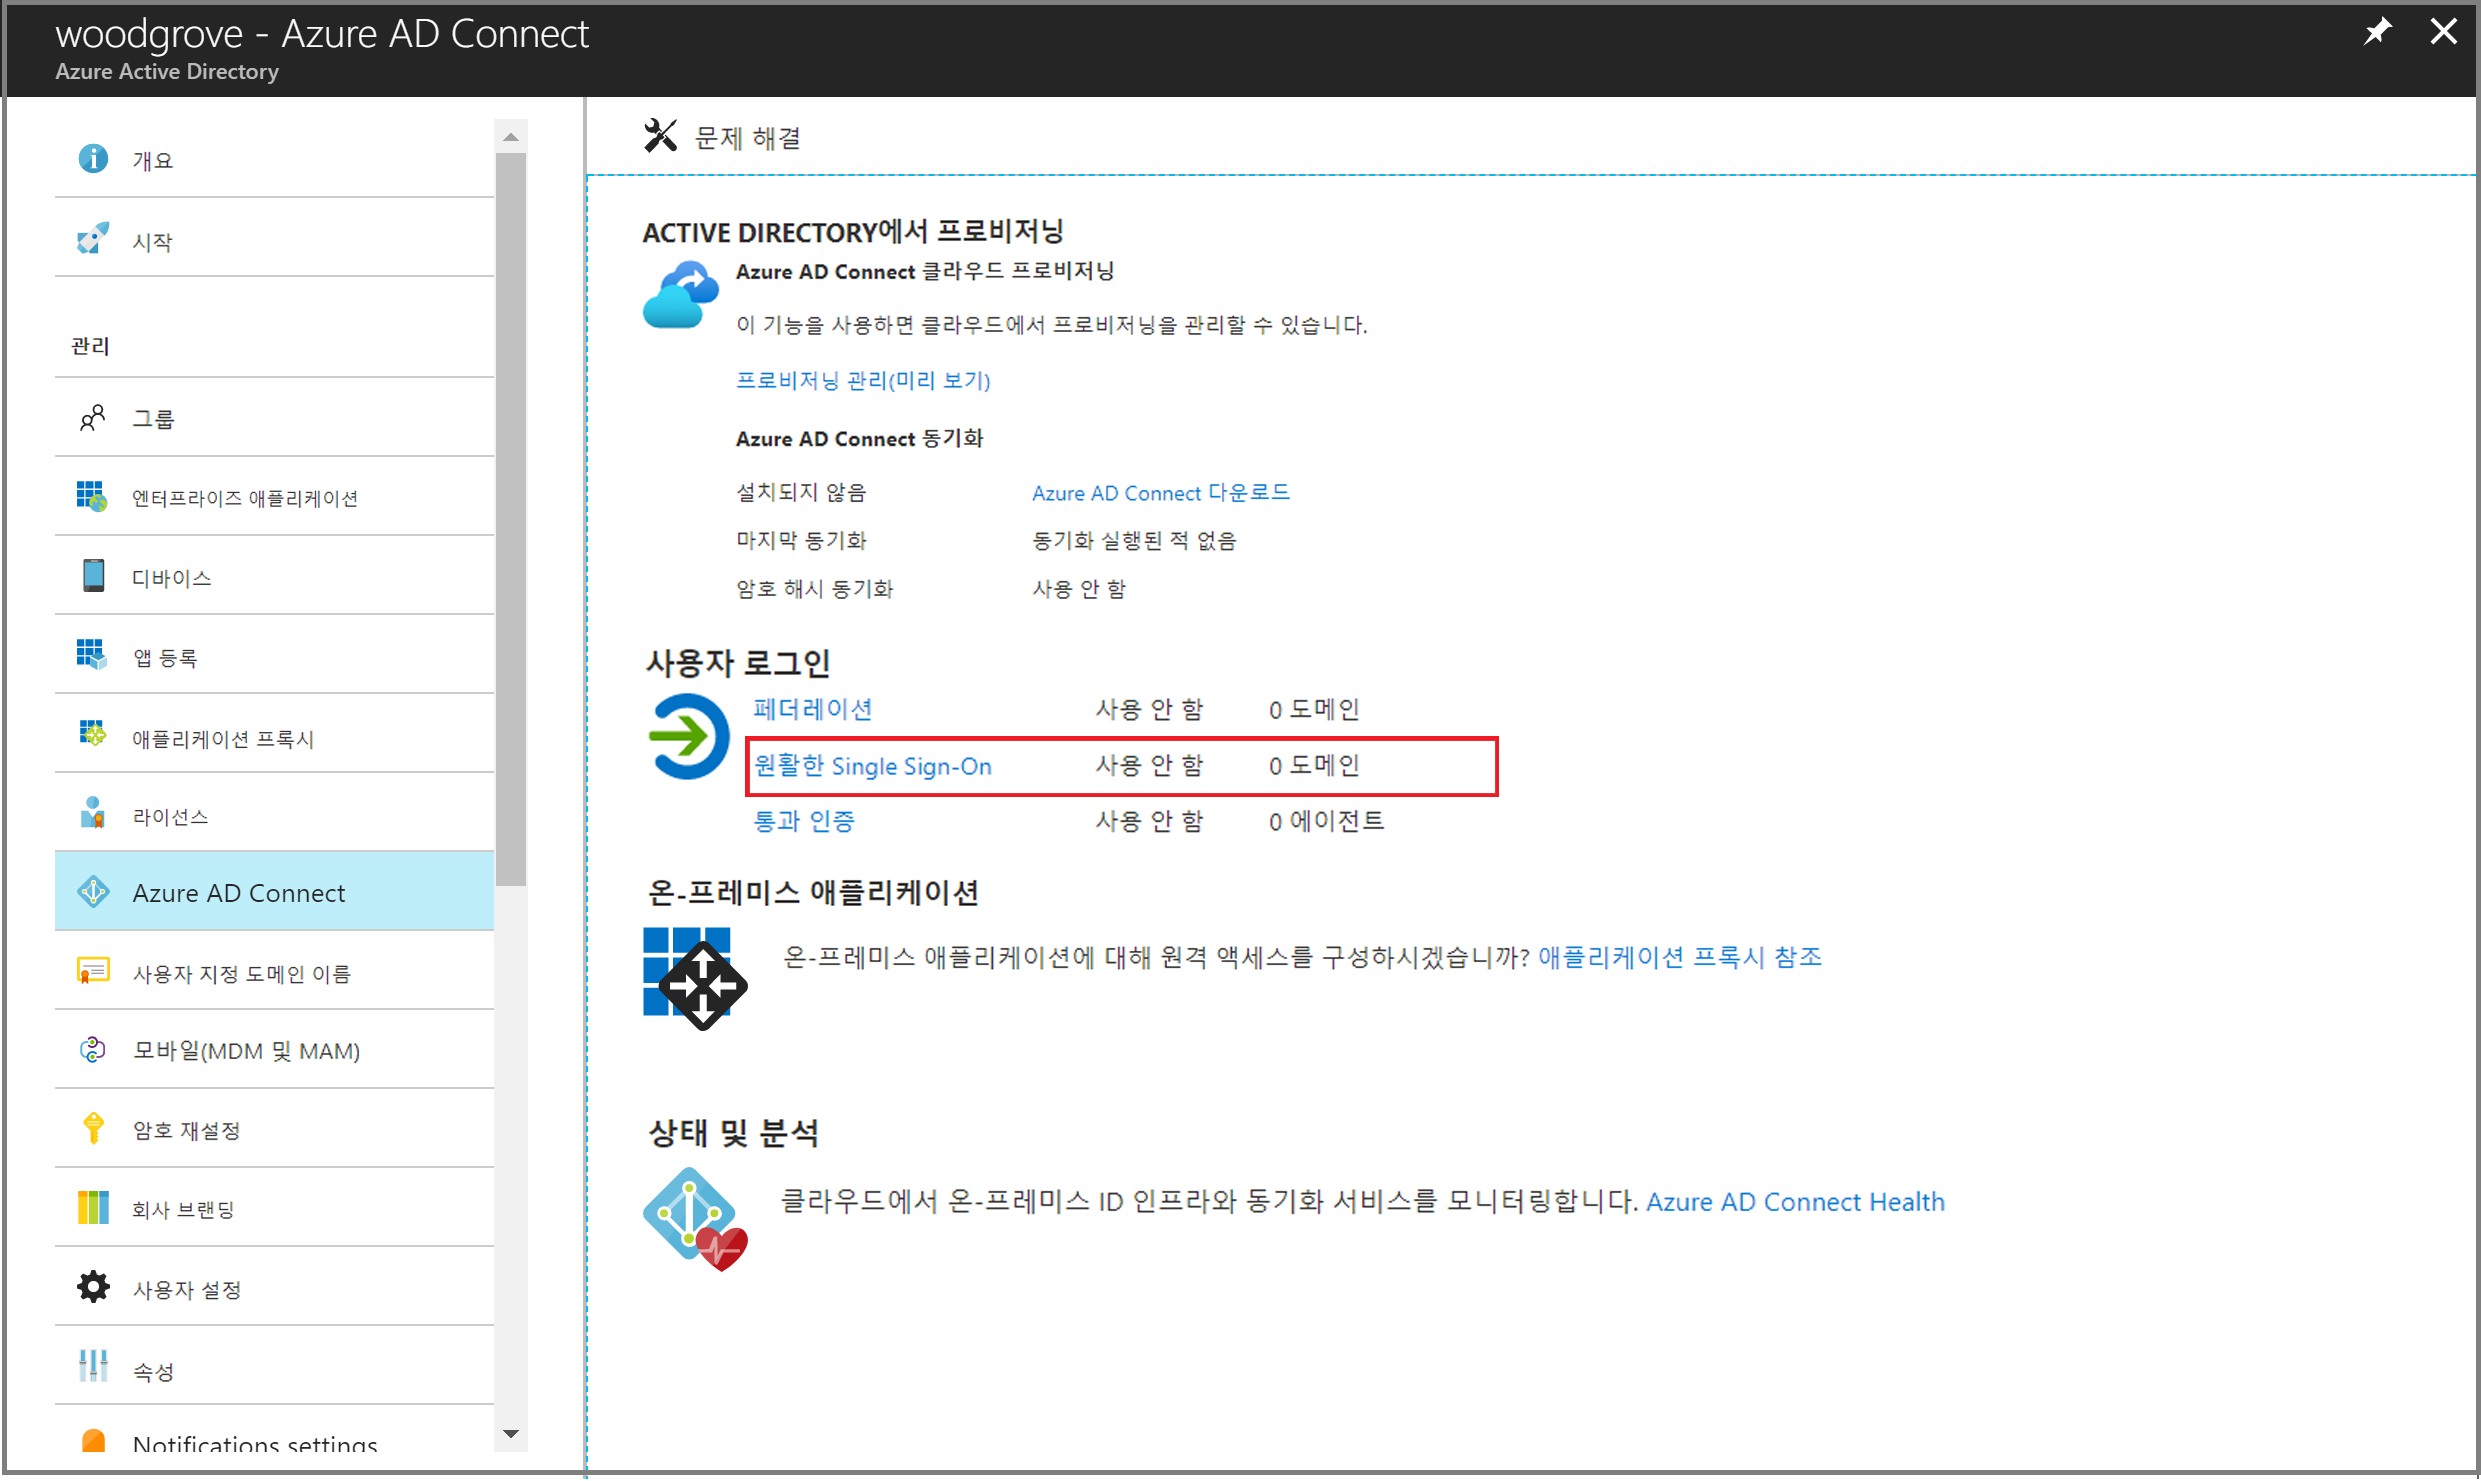 woodgrove - Azure AD Connect
Azure Active Directory
개요
시작
관리
그룹
엔터프라이즈 애플리케이션
디바이스
앱 등록
애플리케이션 프록시
라이선스
Azure AD Connect
사용자 지정 도메인 이름
모바일(MDM 및 MAM)
암호 재설정
회사 브랜딩
사용자 설정
속성
Notifications settings
문제 해결
ACTIVE DIRECTORY에서 프로비저닝
Azure AD Connect 클라우드 프로비저닝
이 기능을 사용하면 클라우드에서 프로비저닝을 관리할 수 있습니다.
프로비저닝 관리(미리 보기)
Azure AD Connect 동기화
설치되지 않음 Azure AD Connect 다운로드
마지막 동기화 동기화 실행된 적 없음
암호 해시 동기화 사용 안 함
사용자 로그인
페더레이션 사용 안 함 0 도메인
원활한 Single Sign-On 사용 안 함 0 도메인
통과 인증 사용 안 함 0 에이전트
온-프레미스 애플리케이션
온-프레미스 애플리케이션에 대해 원격 액세스를 구성하시겠습니까? 애플리케이션 프록시 참조
상태 및 분석
클라우드에서 온-프레미스 ID 인프라와 동기화 서비스를 모니터링합니다. Azure AD Connect Health